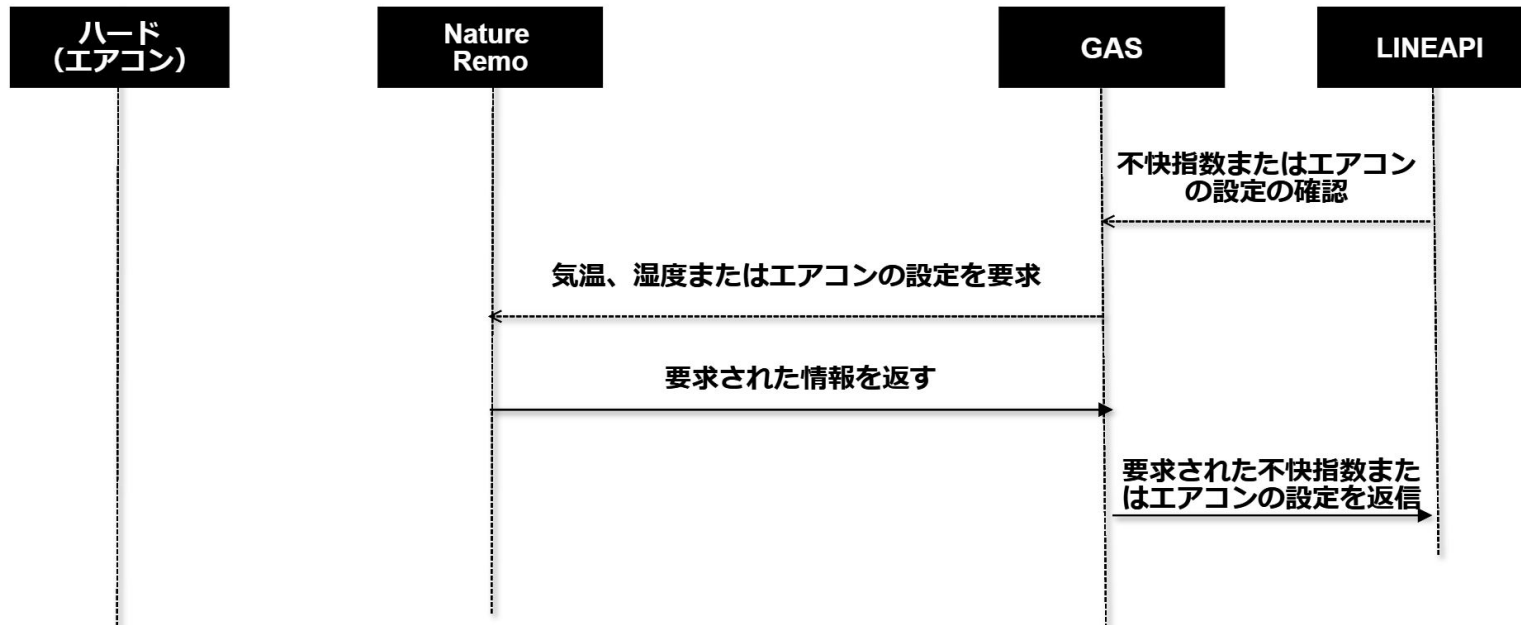 ハード
(エアコン)
Nature
Remo
GAS
LINEAPI
不快指数またはエアコン
の設定の確認
気温、湿度またはエアコンの設定を要求
要求された情報を返す
要求された不快指数また
はエアコンの設定を返信